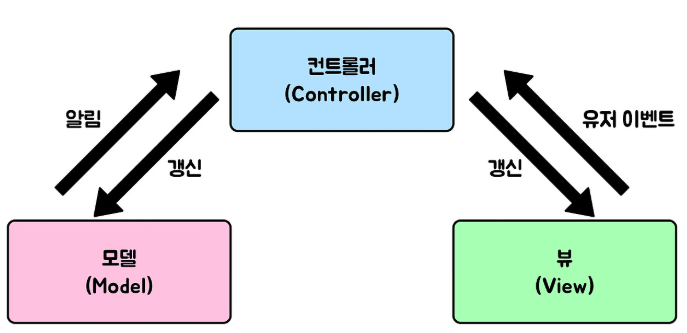 컨트롤러
(Controller)
알림
갱신
갱신
유저 이벤트
모델
(Model)
뷰
(View)